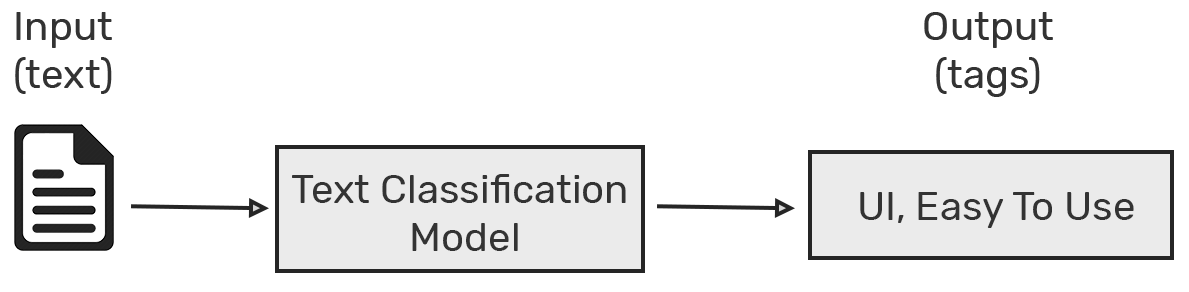 Input
(text)
Output
(tags)
Text Classification
Model
UI, Easy To Use